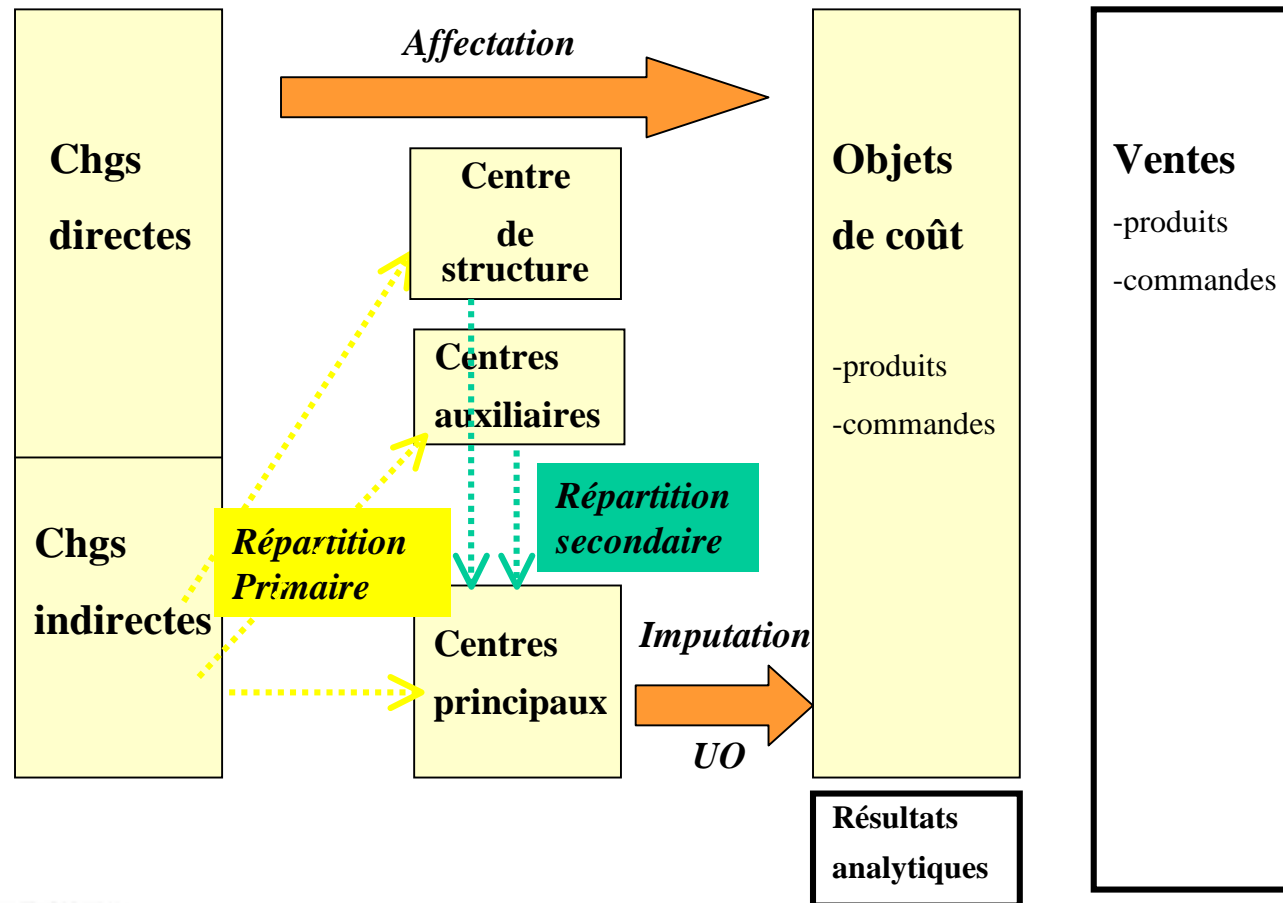 Affectation
Chgs
directes
Centre
de
structure
Objets
de coût
-produits
-commandes
Ventes
-produits
-commandes
Centres
auxiliaires
Chgs
indirectes
Répartition
Primaire
Répartition
secondaire
Centres
principaux
Imputation
UO
Résultats
analytiques